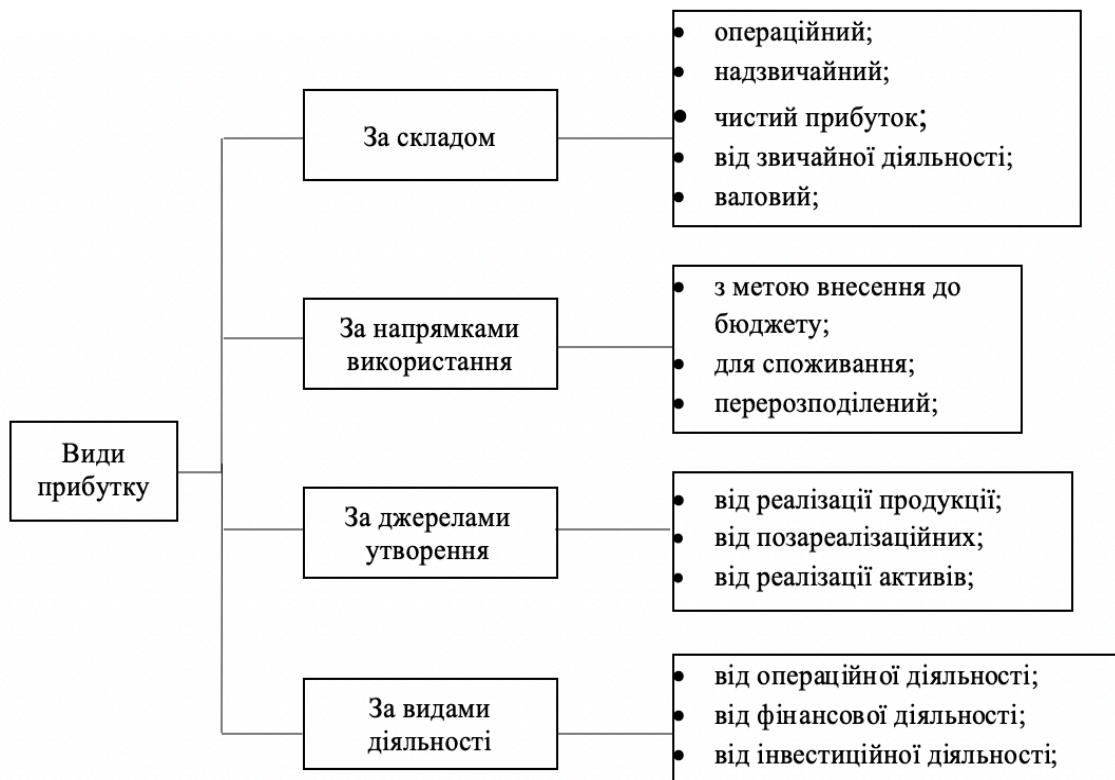 Види
прибутку
За складом
• операційний;
• надзвичайний;
• чистий прибуток;
• від звичайної діяльності;
• валовий;
За напрямками
використання
• з метою внесення до
бюджету;
• для споживання;
• перерозподілений;
За джерелами
утворення
• від реалізації продукції;
• від позареалізаційних;
• від реалізації активів;
За видами
діяльності
• від операційної діяльності;
• від фінансової діяльності;
• від інвестиційної діяльності;